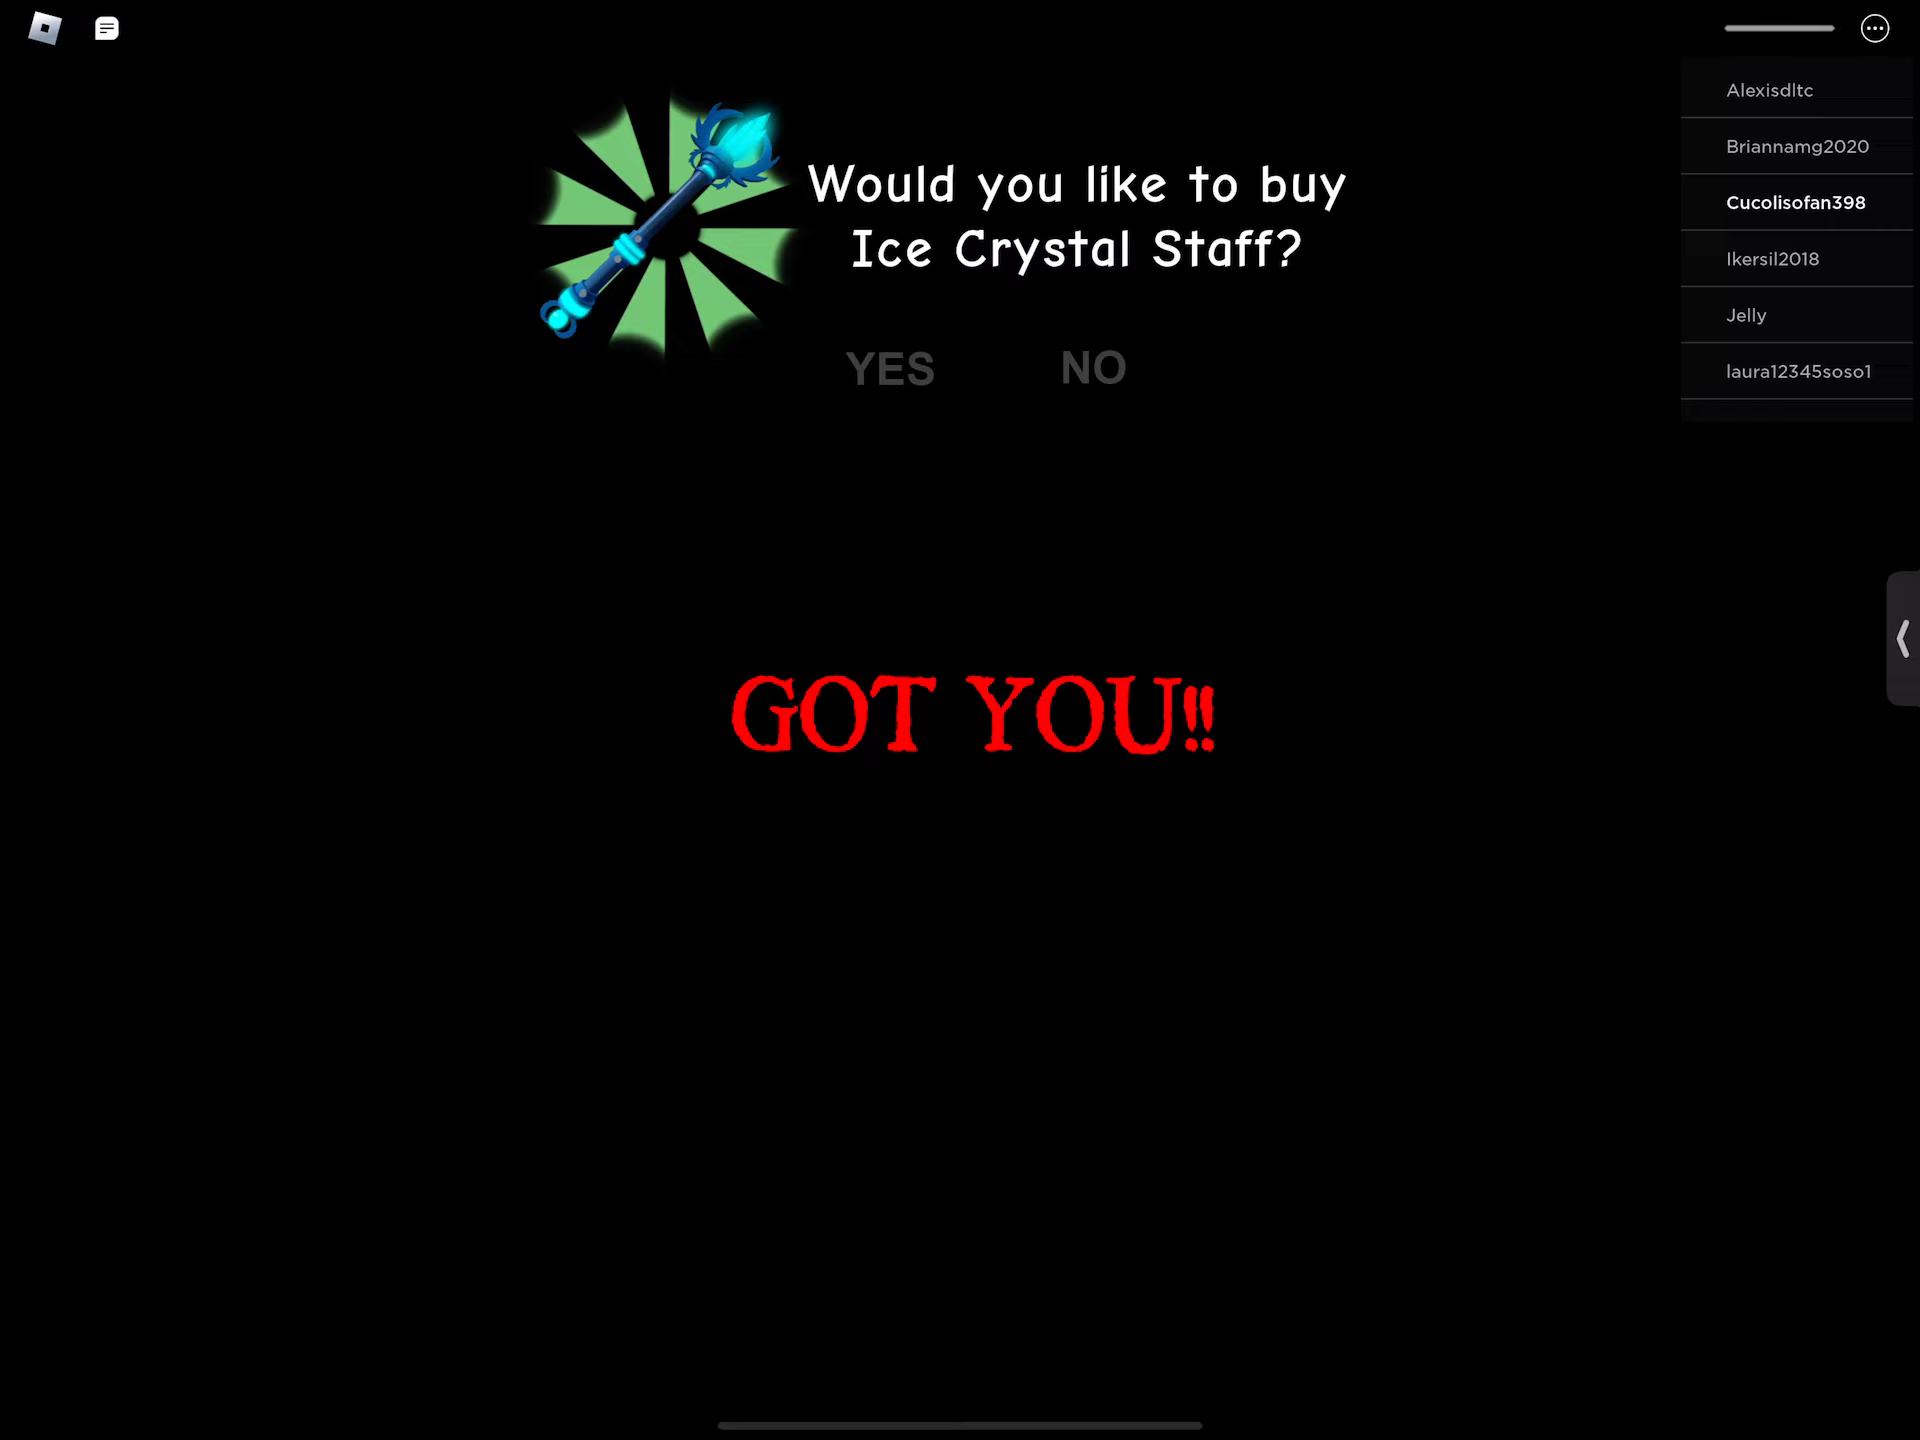 Would you like to buy
Ice Crystal Staff?
YES
NO
Alexisdltc
Briannamg2020
Cucolisofan398
Ikersil2018
Jelly
laura12345soso1
GOT YOU!!